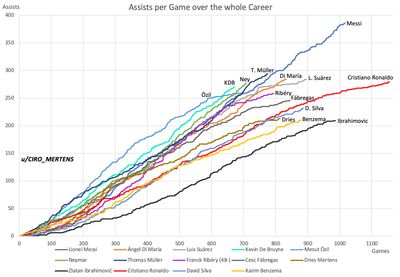 Assists
Assists per Game over the whole Career
400
350
300
250
200
150
100
50
0
Messi
T. Müller
Di María
L. Suárez
Cristiano Ronaldo
KDB
Ney
Özil
Ribéry
Fàbregas
D. Silva
Dries
Benzema
Ibrahimovic
u/CIRO_MERTENS
0 100 200 300 400 500 600 700 800 900 1000 1100
Games
Lionel Messi Ángel Di María Luis Suárez Kevin De Bruyne Mesut Özil
Neymar Thomas Müller Franck Ribéry (48-) Cesc Fàbregas Dries Mertens
Zlatan Ibrahimović Cristiano Ronaldo David Silva Karim Benzema